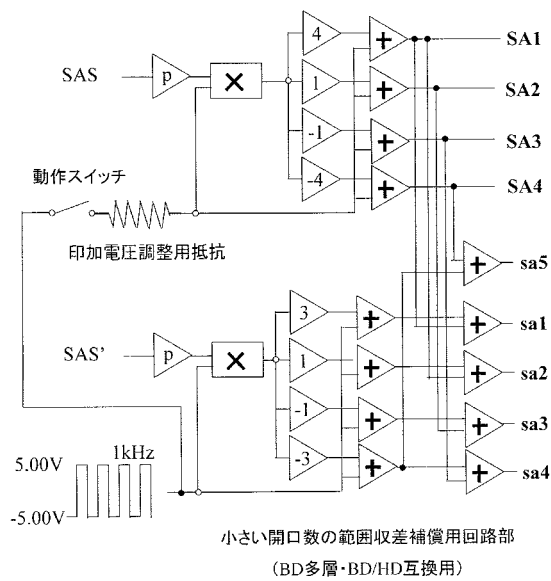 SAS
p
×
4
1
-1
-4
+
+
+
+
SA1
SA2
SA3
SA4
動作スイッチ
印加電圧調整用抵抗
+
sa5
SAS'
p
×
3
1
-1
-3
+
+
+
+
+
+
+
+
sa1
sa2
sa3
sa4
5.00V
1kHz
-5.00V
小さい開口数の範囲収差補償用回路部
(BD多層・BD/HD互換用)